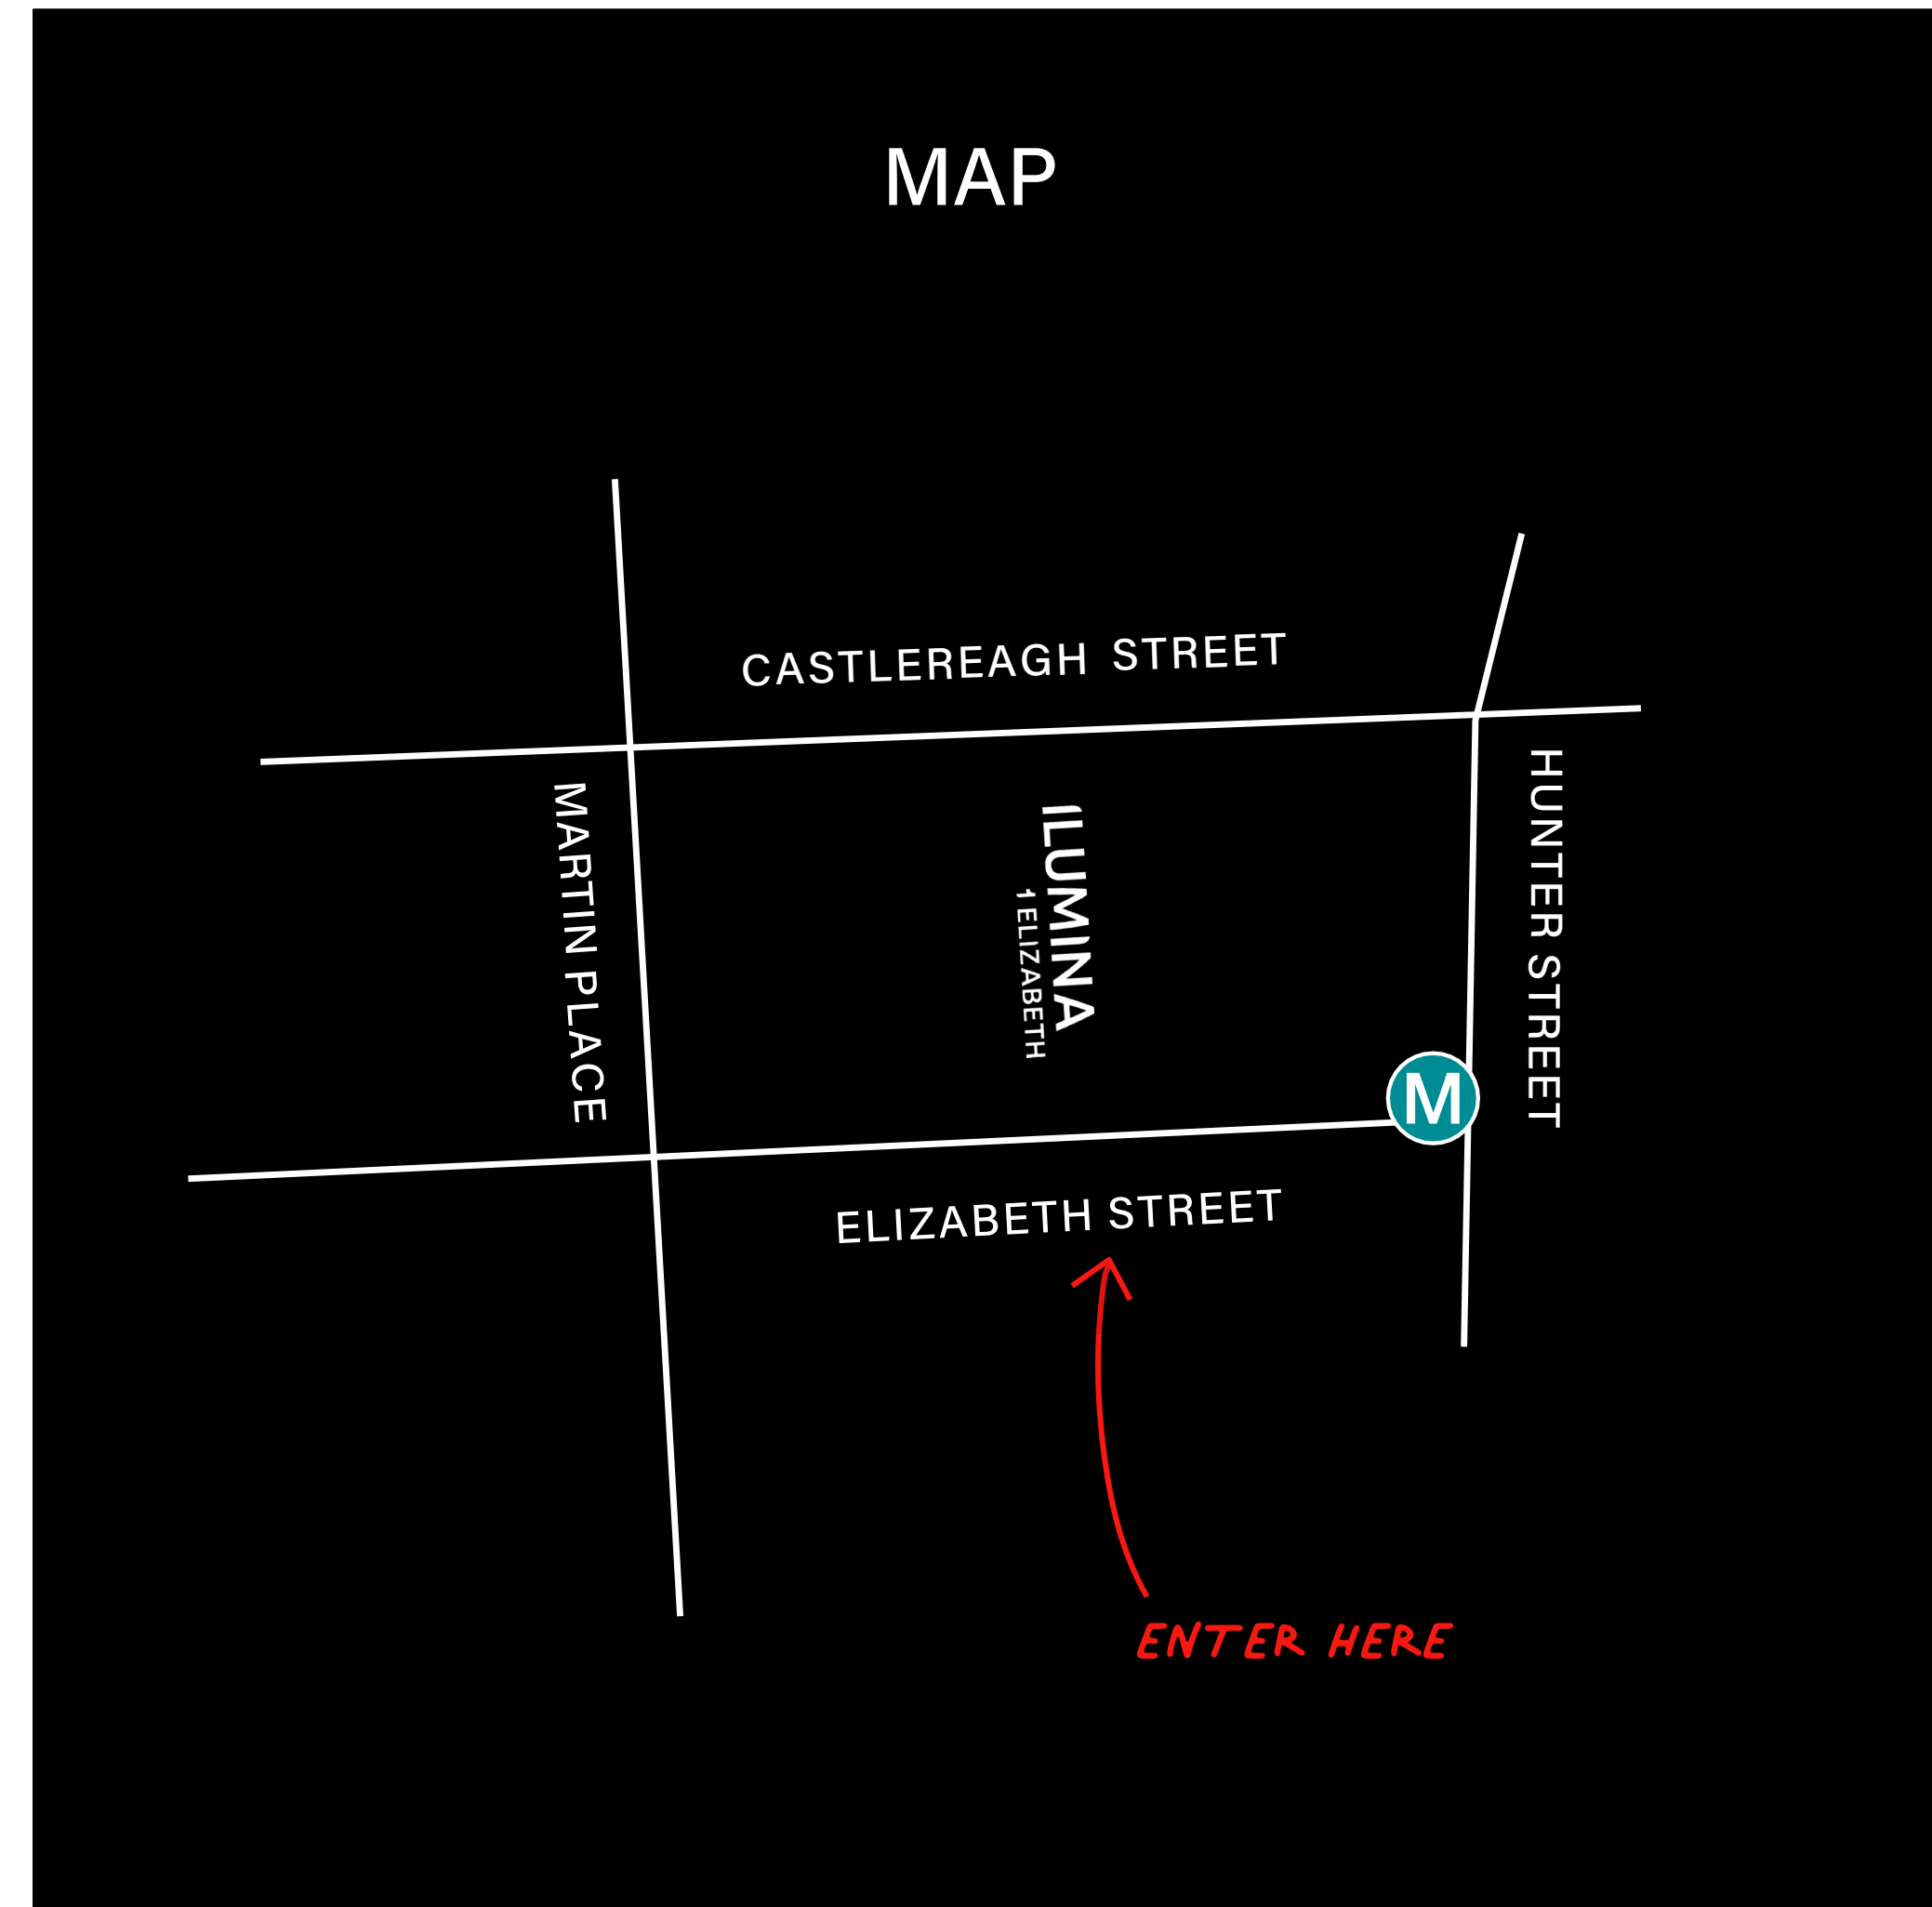 MAP
CASTLEREAGH STREET
MARTIN PLACE
ILUMINA
1 ELIZABETH
HUNTER STREET
M
ELIZABETH STREET
ENTER HERE